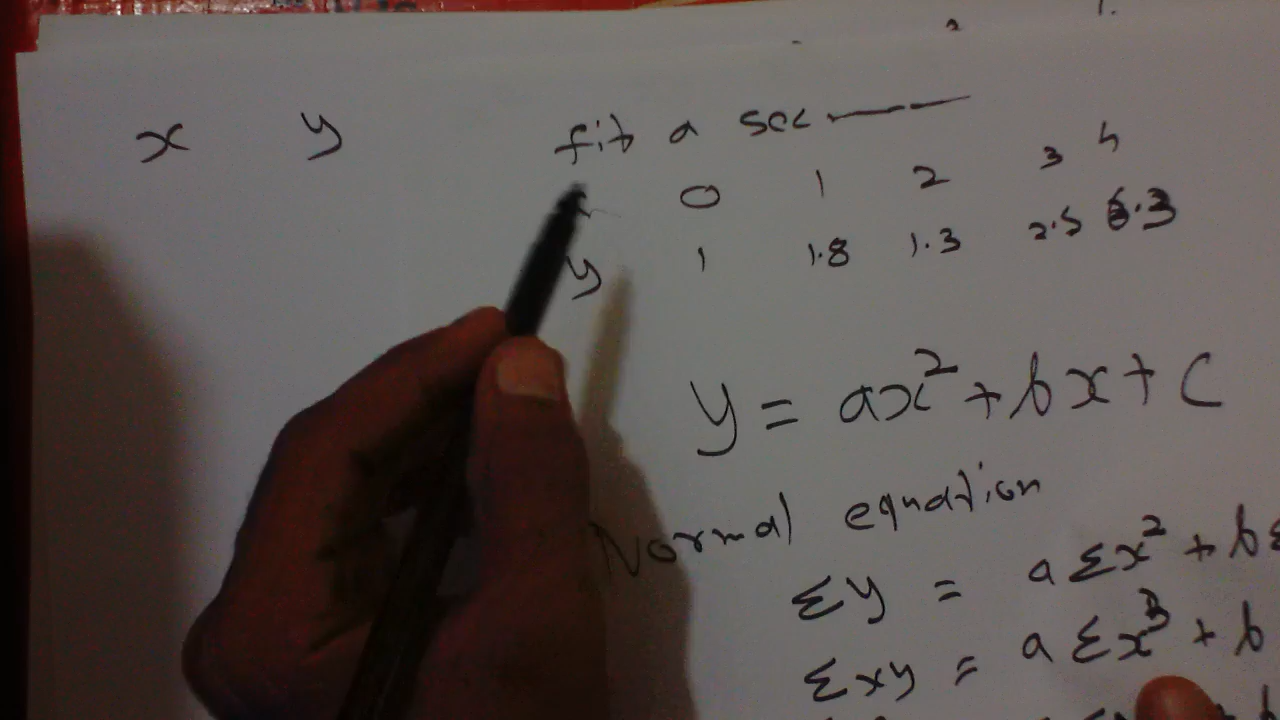 x y
fit a sec
x 0 1 2 3 4
y 1 1.8 1.3 2.5 6.3
y = ax² + bx + c
Normal equation
Σy = aΣx² + bΣ
Σxy = aΣx³ + b